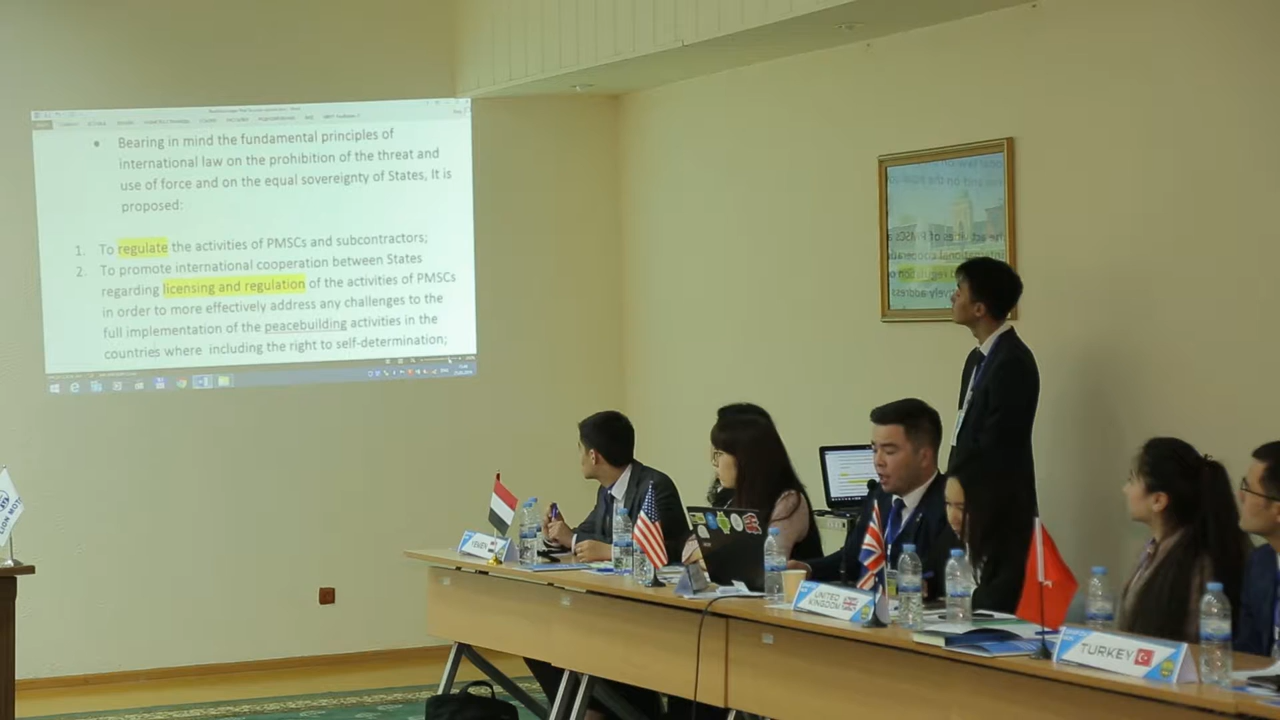 Bearing in mind the fundamental principles of
international law on the prohibition of the threat and
use of force and on the equal sovereignty of States, It is
proposed:
1. To regulate the activities of PMSCs and subcontractors;
2. To promote international cooperation between States
regarding licensing and regulation of the activities of PMSCs
in order to more effectively address any challenges to the
full implementation of the peacebuilding activities in the
countries where including the right to self-determination;
YEMEN
UNITED
KINGDOM
TURKEY